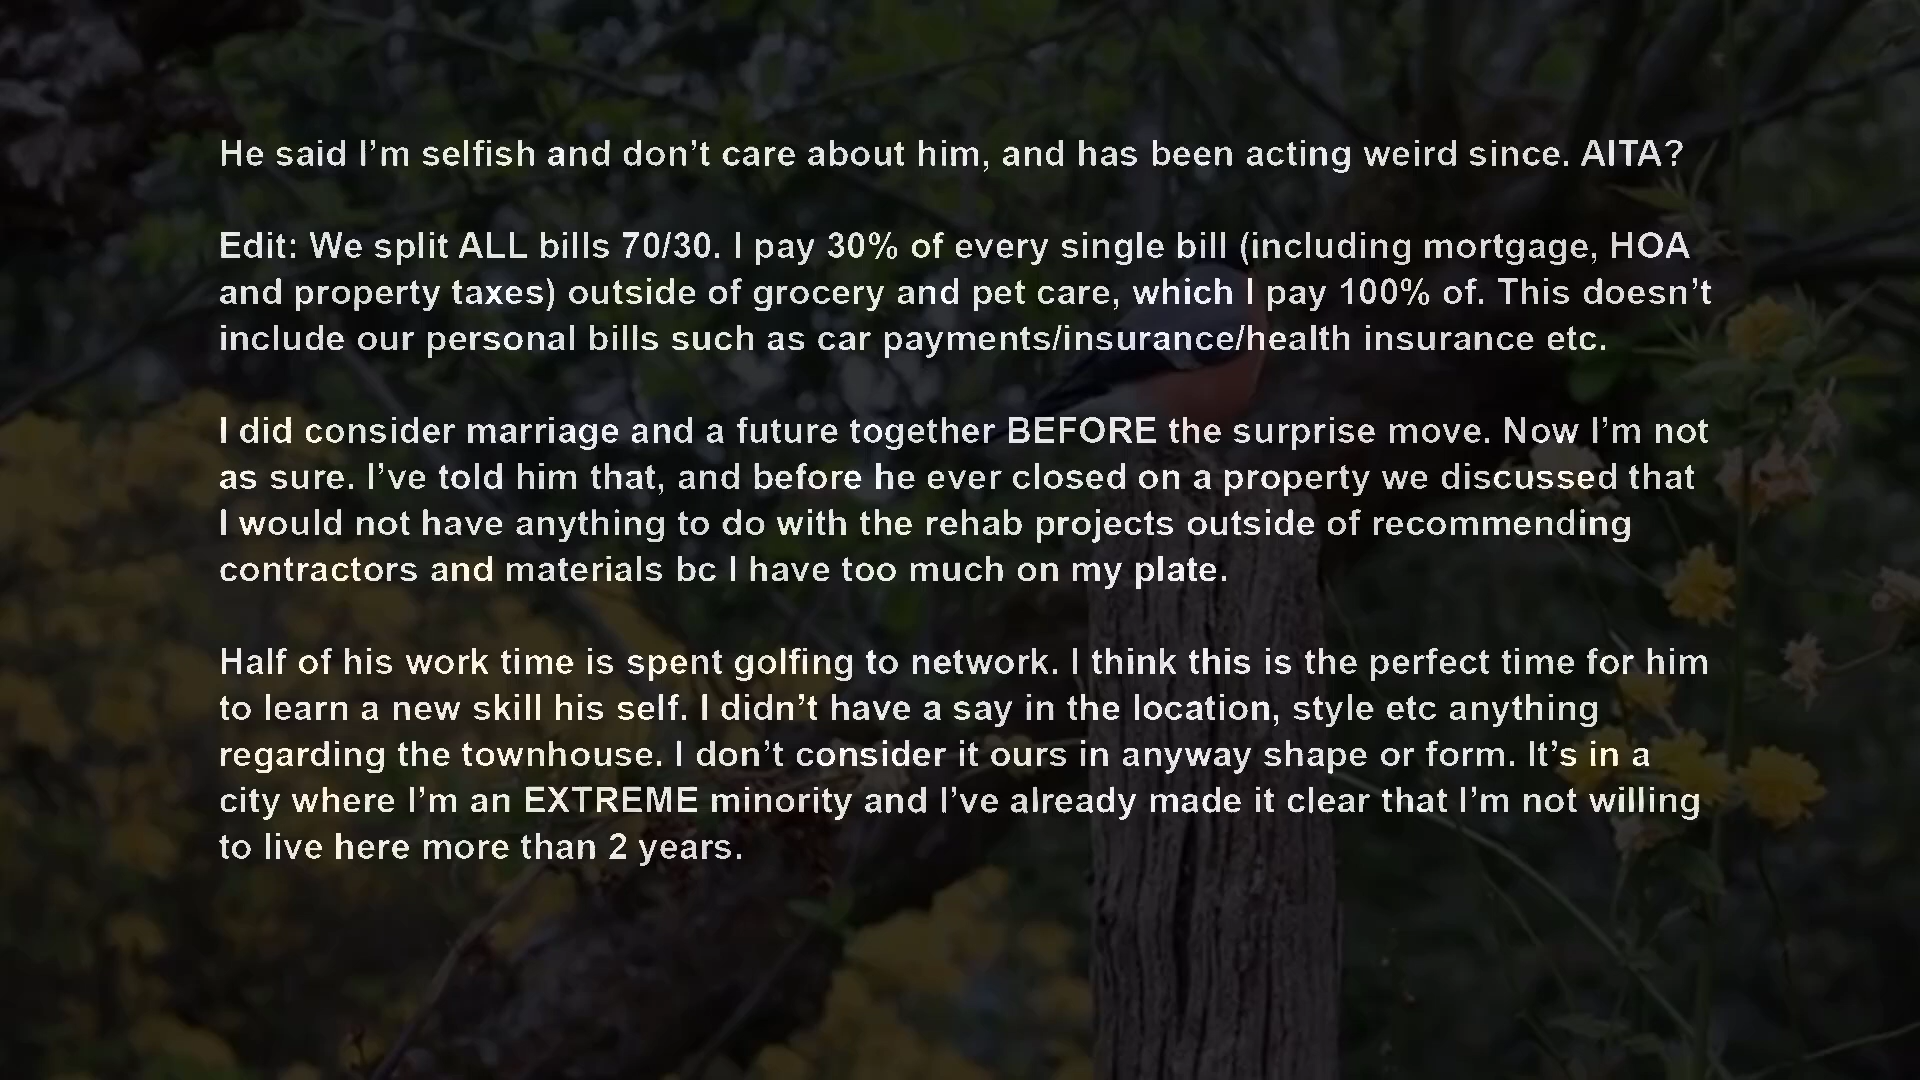 He said I’m selfish and don’t care about him, and has been acting weird since. AITA?
Edit: We split ALL bills 70/30. I pay 30% of every single bill (including mortgage, HOA
and property taxes) outside of grocery and pet care, which I pay 100% of. This doesn’t
include our personal bills such as car payments/insurance/health insurance etc.
I did consider marriage and a future together BEFORE the surprise move. Now I’m not
as sure. I’ve told him that, and before he ever closed on a property we discussed that
I would not have anything to do with the rehab projects outside of recommending
contractors and materials bc I have too much on my plate.
Half of his work time is spent golfing to network. I think this is the perfect time for him
to learn a new skill his self. I didn’t have a say in the location, style etc anything
regarding the townhouse. I don’t consider it ours in anyway shape or form. It’s in a
city where I’m an EXTREME minority and I’ve already made it clear that I’m not willing
to live here more than 2 years.